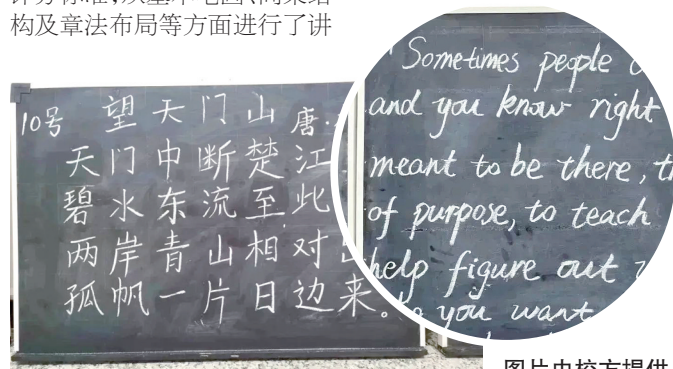 构及章法布局等方面进行了讲
10号 望天门山 唐·
天门中断楚江
碧水东流至此
两岸青山相对
孤帆一片日边来。
Sometimes people
and you know right
meant to be there,
of purpose, to teach
help figure out
you want
图片由校方提供